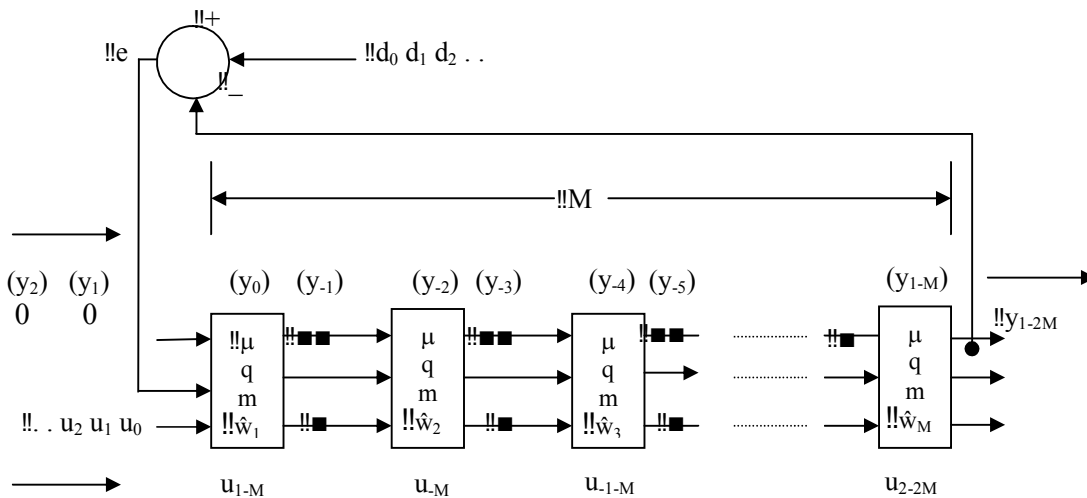 ‼+
‼e
‼d₀ d₁ d₂ . .
‼–
‼M
(y₂) (y₁) (y₀) (y₋₁) (y₋₂) (y₋₃) (y₋₄) (y₋₅) (y₁₋M)
0 0
‼y₁₋₂M
‼■■ ‼■■ ‼■■ ‼■
‼μ μ μ μ
q q q q
m m m m
‼. . u₂ u₁ u₀
‼ŵ₁ ‼■ ‼ŵ₂ ‼■ ‼ŵ₃ ‼■ ‼ŵM
u₁₋M u₋M u₋₁₋M u₂₋₂M